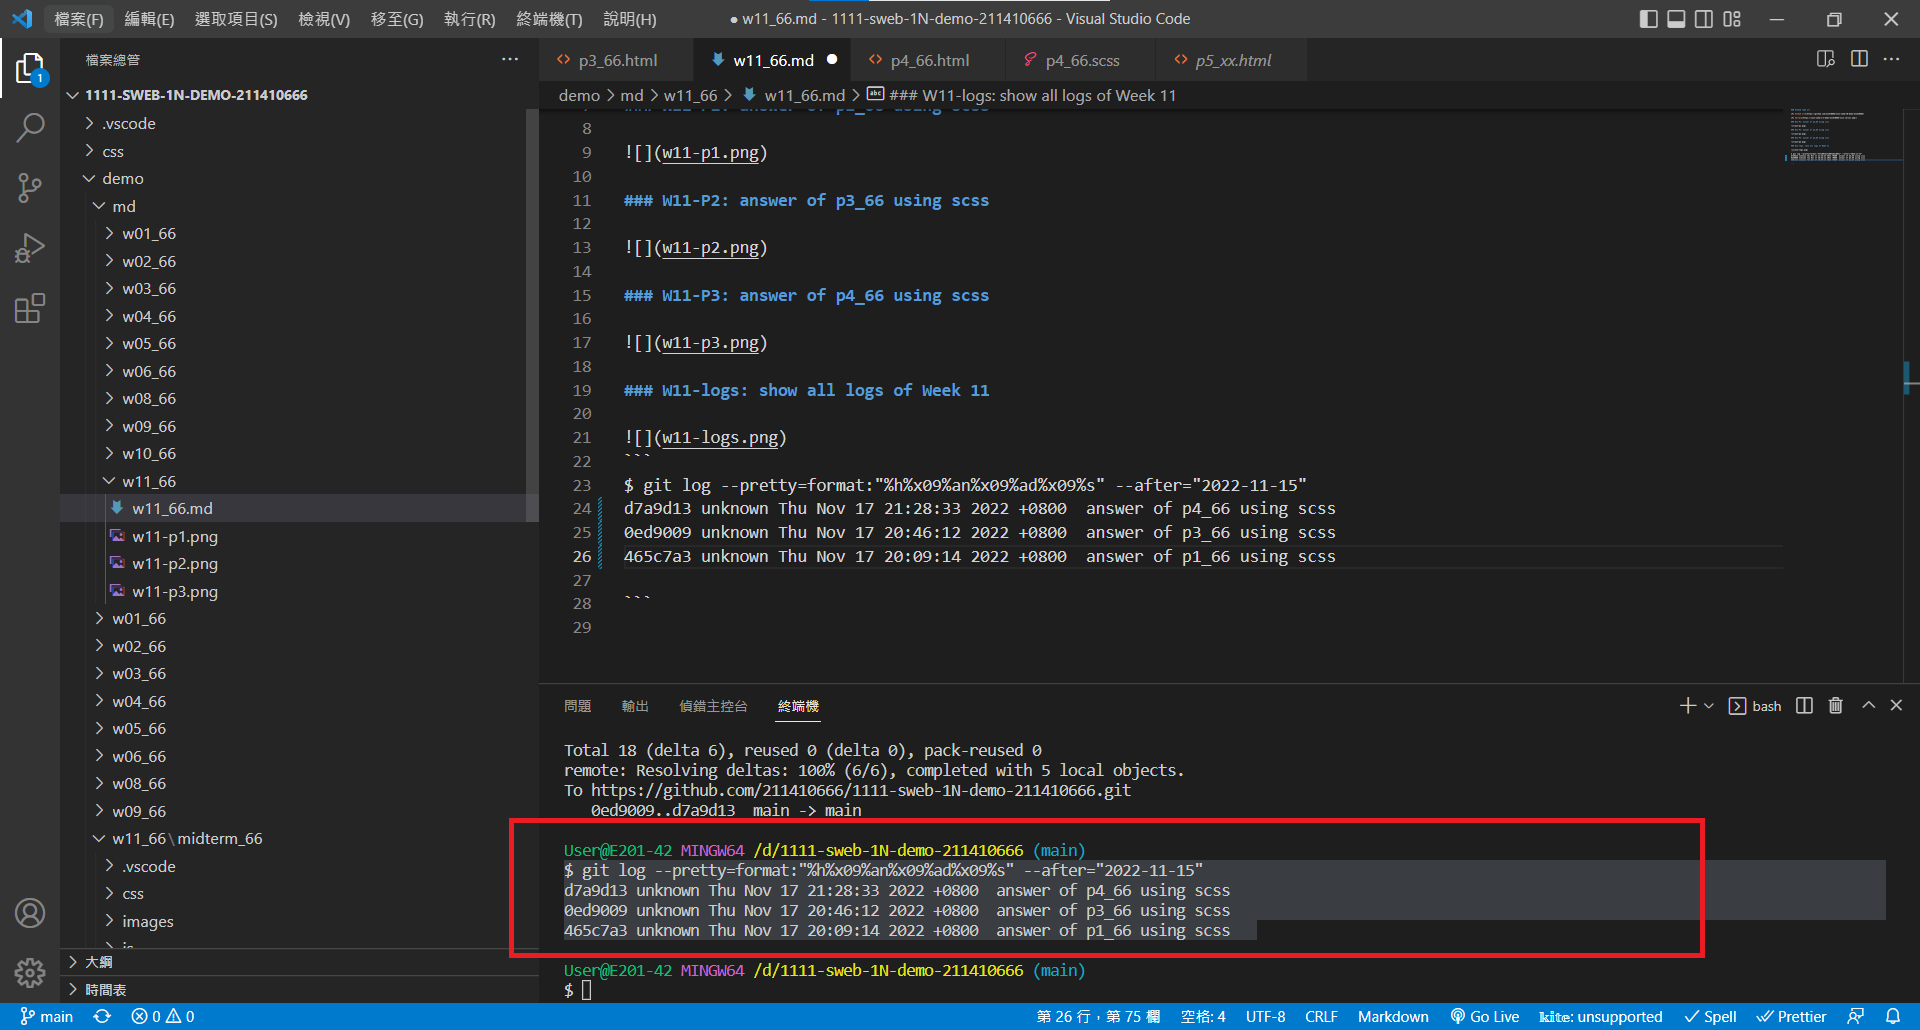 檔案(F) 編輯(E) 選取項目(S) 檢視(V) 移至(G) 執行(R) 終端機(T) 說明(H)
● w11_66.md - 1111-sweb-1N-demo-211410666 - Visual Studio Code
檔案總管
1
1111-SWEB-1N-DEMO-211410666
.vscode
css
demo
md
w01_66
w02_66
w03_66
w04_66
w05_66
w06_66
w08_66
w09_66
w10_66
w11_66
w11_66.md
w11-p1.png
w11-p2.png
w11-p3.png
w01_66
w02_66
w03_66
w04_66
w05_66
w06_66
w08_66
w09_66
w11_66\midterm_66
.vscode
css
images
大綱
時間表
p3_66.html w11_66.md ● p4_66.html p4_66.scss p5_xx.html
demo > md > w11_66 > w11_66.md > ### W11-logs: show all logs of Week 11
8
9 ![](w11-p1.png)
10
11 ### W11-P2: answer of p3_66 using scss
12
13 ![](w11-p2.png)
14
15 ### W11-P3: answer of p4_66 using scss
16
17 ![](w11-p3.png)
18
19 ### W11-logs: show all logs of Week 11
20
21 ![](w11-logs.png)
22 ```
23 $ git log --pretty=format:"%h%x09%an%x09%ad%x09%s" --after="2022-11-15"
24 d7a9d13 unknown Thu Nov 17 21:28:33 2022 +0800  answer of p4_66 using scss
25 0ed9009 unknown Thu Nov 17 20:46:12 2022 +0800  answer of p3_66 using scss
26 465c7a3 unknown Thu Nov 17 20:09:14 2022 +0800  answer of p1_66 using scss
27
28 ```
29
問題 輸出 偵錯主控台 終端機
bash
Total 18 (delta 6), reused 0 (delta 0), pack-reused 0
remote: Resolving deltas: 100% (6/6), completed with 5 local objects.
To https://github.com/211410666/1111-sweb-1N-demo-211410666.git
0ed9009..d7a9d13  main -> main
User@E201-42 MINGW64 /d/1111-sweb-1N-demo-211410666 (main)
$ git log --pretty=format:"%h%x09%an%x09%ad%x09%s" --after="2022-11-15"
d7a9d13 unknown Thu Nov 17 21:28:33 2022 +0800  answer of p4_66 using scss
0ed9009 unknown Thu Nov 17 20:46:12 2022 +0800  answer of p3_66 using scss
465c7a3 unknown Thu Nov 17 20:09:14 2022 +0800  answer of p1_66 using scss
User@E201-42 MINGW64 /d/1111-sweb-1N-demo-211410666 (main)
$
main 0 0 第 26 行，第 75 欄 空格: 4 UTF-8 CRLF Markdown Go Live kite: unsupported Spell Prettier